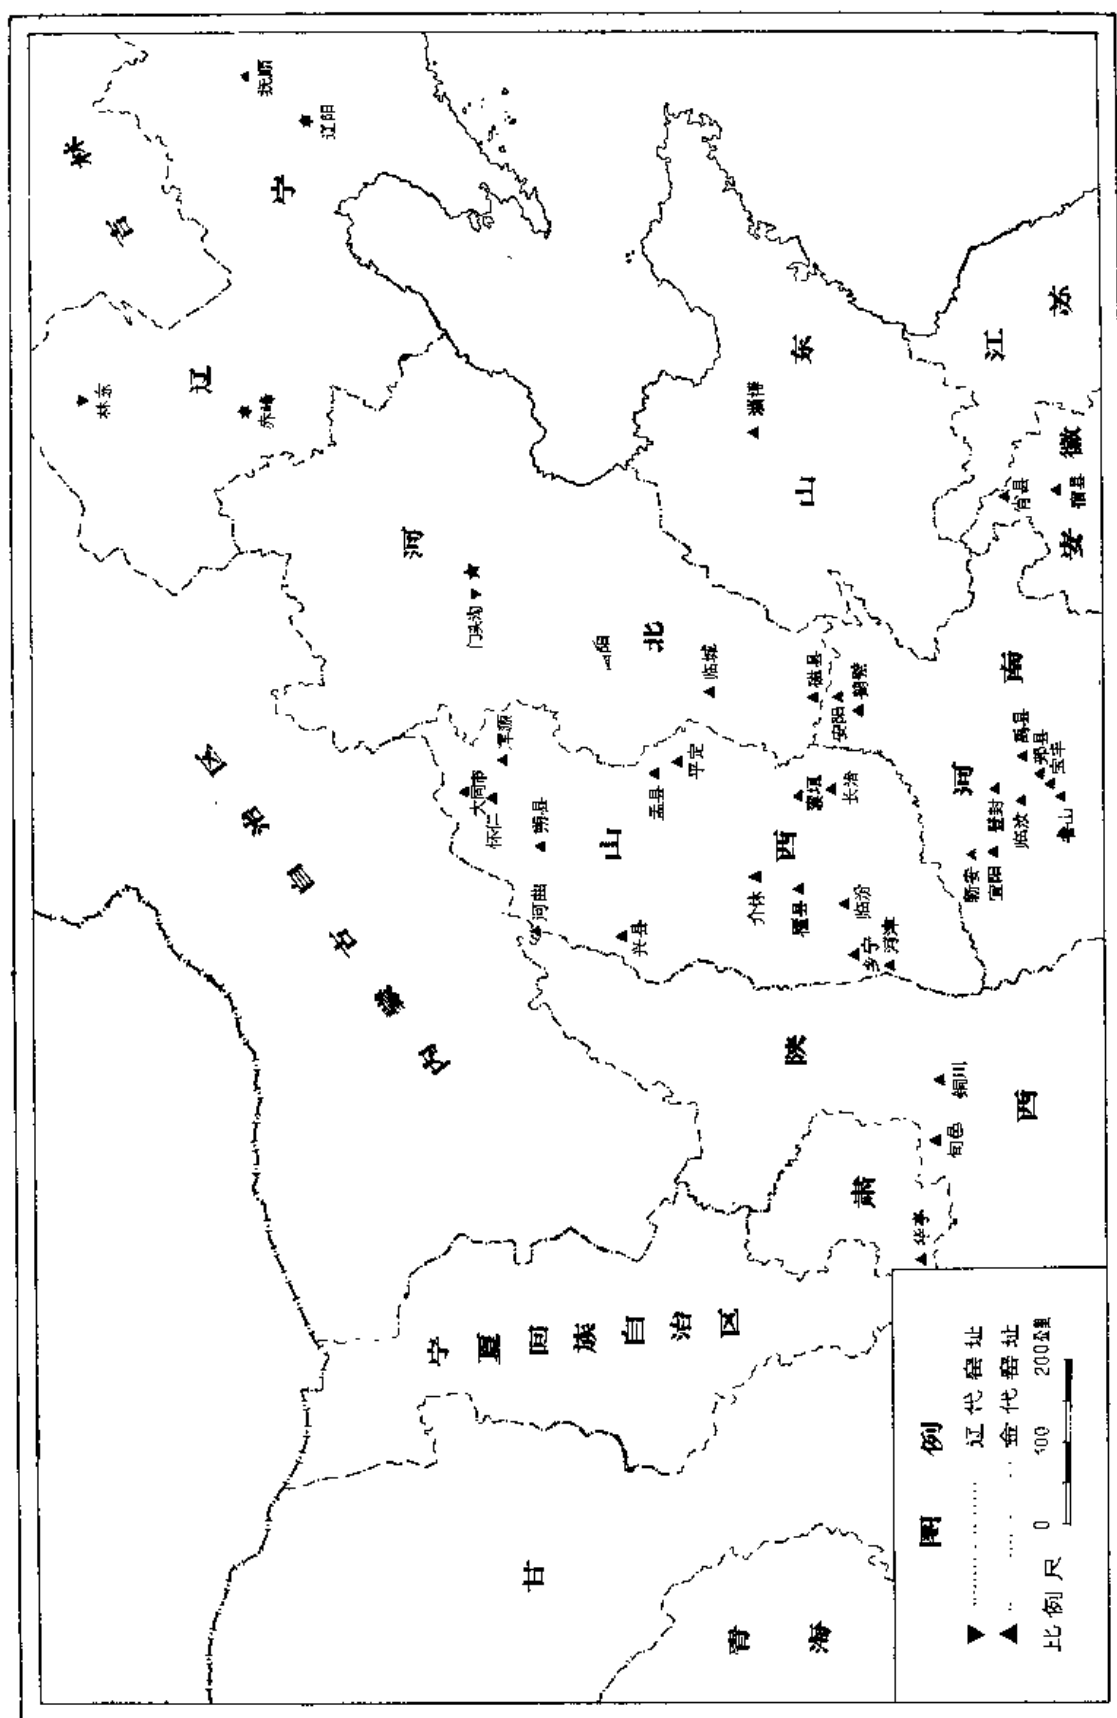 内蒙古自治区
吉林
辽宁
林东
赤峰
抚顺
辽阳
河北
门头沟
阳
临城
磁县
山西
大同市
怀仁
浑源
朔县
河曲
兴县
盂县
平定
介休
霍县
襄垣
长治
临汾
乡宁
河津
山东
淄博
河南
安阳
鹤壁
新安
宜阳
登封
临汝
禹县
郏县
宝丰
鲁山
江苏
安徽
肖县
宿县
陕西
铜川
旬邑
甘肃
华亭
宁夏回族自治区
青海
图例
▼ 辽代窑址
▲ 金代窑址
比例尺 0 100 200公里